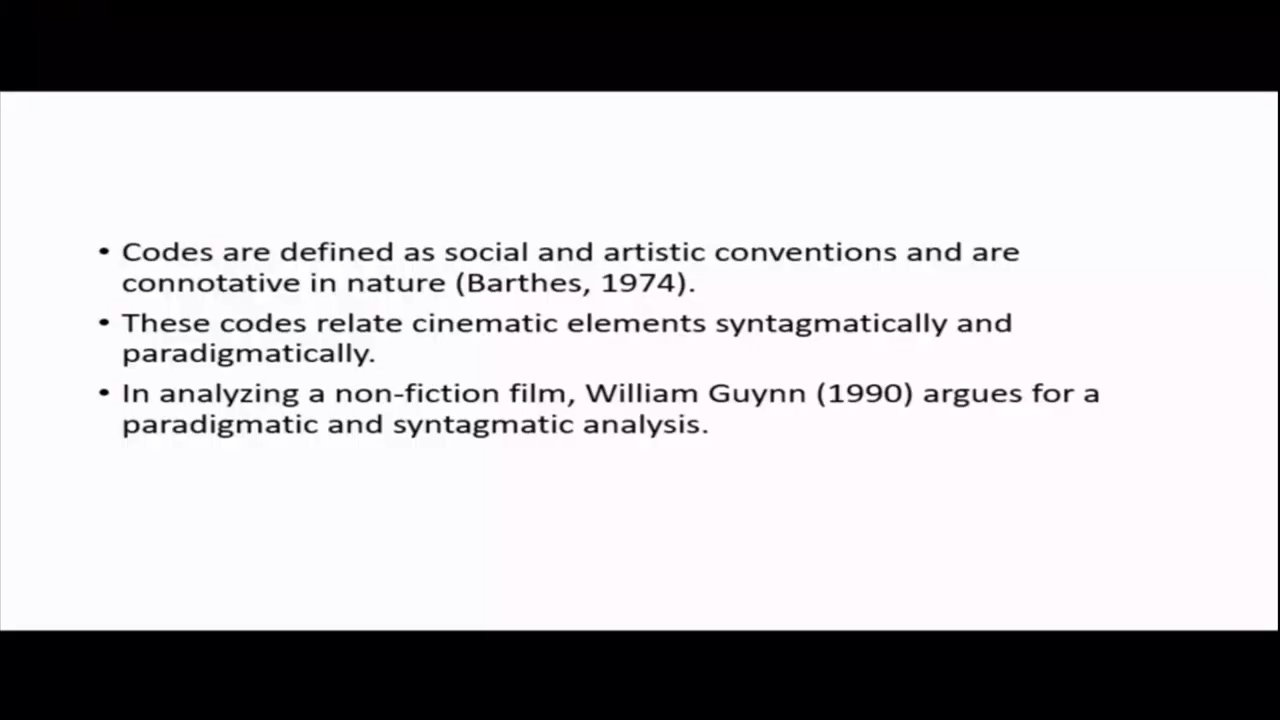 • Codes are defined as social and artistic conventions and are
connotative in nature (Barthes, 1974).
• These codes relate cinematic elements syntagmatically and
paradigmatically.
• In analyzing a non-fiction film, William Guynn (1990) argues for a
paradigmatic and syntagmatic analysis.